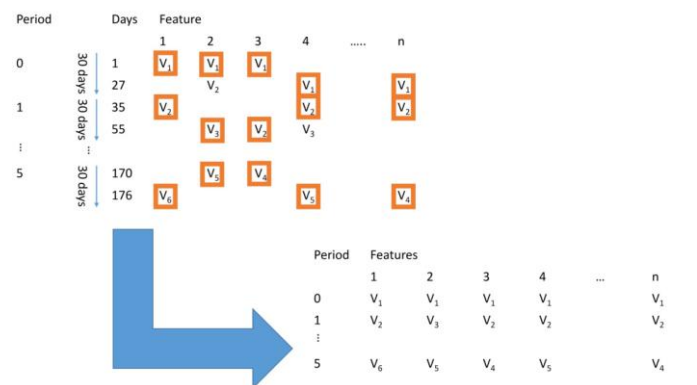 Period Days Feature
1 2 3 4 ..... n
0 30 days 1 V₁ V₁ V₁
27 V₂ V₁ V₁
1 30 days 35 V₂ V₂ V₂
55 V₃ V₂ V₃
⋮ ⋮
5 30 days 170 V₅ V₄
176 V₆ V₅ V₄
Period Features
1 2 3 4 ... n
0 V₁ V₁ V₁ V₁ V₁
1 V₂ V₃ V₂ V₂ V₂
⋮
5 V₆ V₅ V₄ V₅ V₄